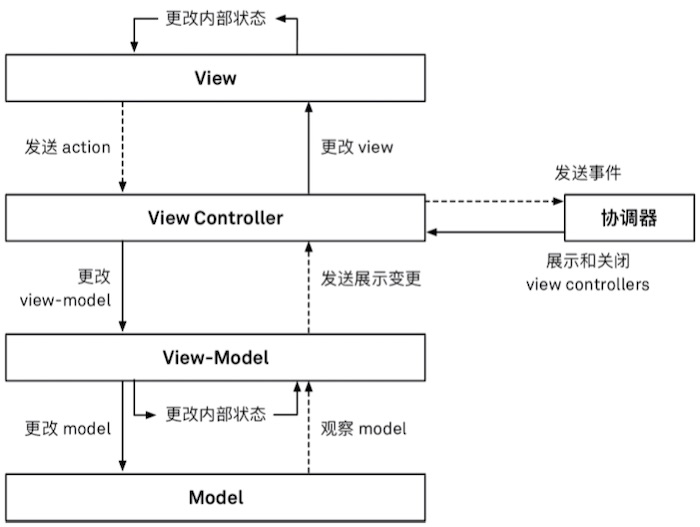 更改内部状态
View
发送 action
更改 view
发送事件
View Controller
协调器
展示和关闭
view controllers
更改
view-model
发送展示变更
View-Model
更改内部状态
更改 model
观察 model
Model